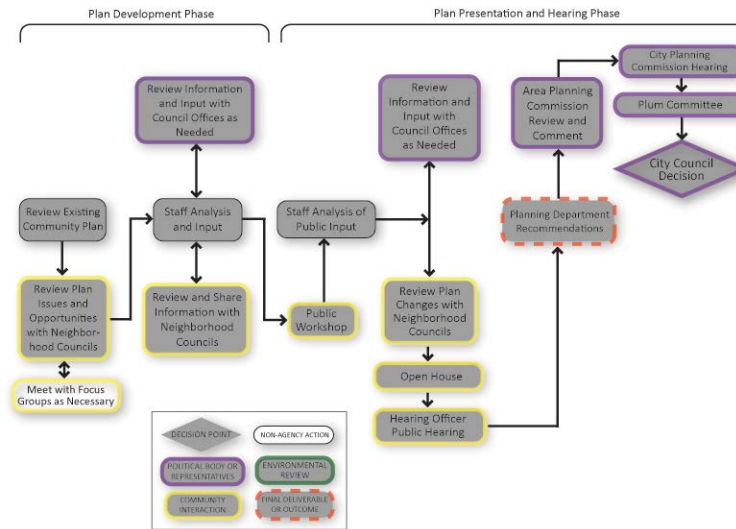 Plan Development Phase
Plan Presentation and Hearing Phase
Review Information
and Input with
Council Offices as
Needed
Review
Information and
Input with
Council Offices as
Needed
Area Planning
Commission
Review and
Comment
City Planning
Commission Hearing
Plum Committee
City Council
Decision
Review Existing
Community Plan
Staff Analysis
and Input
Staff Analysis of
Public Input
Planning Department
Recommendations
Review Plan
Issues and
Opportunities
with Neighbor-
hood Councils
Review and Share
Information with
Neighborhood
Councils
Public
Workshop
Review Plan
Changes with
Neighborhood
Councils
Meet with Focus
Groups as Necessary
Open House
Hearing Officer
Public Hearing
DECISION POINT
NON-AGENCY ACTION
POLITICAL BODY OR
REPRESENTATIVES
ENVIRONMENTAL
REVIEW
COMMUNITY
INTERACTION
FINAL DELIVERABLE
OR OUTCOME